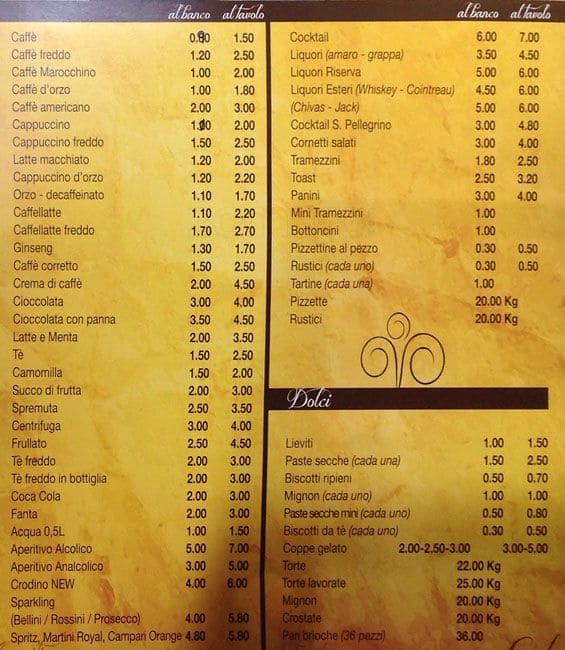 al banco al tavolo
Caffè 0.90 1.50
Caffè freddo 1.20 2.50
Caffè Marocchino 1.00 2.00
Caffè d'orzo 1.00 1.80
Caffè americano 2.00 3.00
Cappuccino 2.00
Cappuccino freddo 1.50 2.50
Latte macchiato 1.20 2.00
Cappuccino d'orzo 1.20 2.20
Orzo - decaffeinato 1.10 1.70
Caffellatte 1.10 2.20
Caffellatte freddo 1.70 2.70
Ginseng 1.30 1.70
Caffè corretto 1.50 2.50
Crema di caffè 2.00 4.50
Cioccolata 3.00 4.00
Cioccolata con panna 3.50 4.50
Latte e Menta 2.00 3.50
Tè 1.50 2.50
Camomilla 1.50 2.50
Succo di frutta 2.00 3.00
Spremuta 2.50 3.50
Centrifuga 3.00 4.00
Frullato 2.50 4.50
Tè freddo 2.00 3.00
Tè freddo in bottiglia 2.00 3.00
Coca Cola 2.00 3.00
Fanta 2.00 3.00
Acqua 0,5L 1.00 1.50
Aperitivo Alcolico 5.00 7.00
Aperitivo Analcolico 3.00 5.00
Crodino NEW 4.00 6.00
Sparkling
(Bellini / Rossini / Prosecco) 4.00 5.80
Spritz, Martini Royal, Campari Orange 4.80 5.80
al banco al tavolo
Cocktail 6.00 7.00
Liquori (amaro - grappa) 3.50 4.50
Liquori Riserva 5.00 6.00
Liquori Esteri (Whiskey - Cointreau) 4.50 6.00
(Chivas - Jack) 5.00 6.00
Cocktail S. Pellegrino 3.00 4.80
Cornetti salati 3.00 4.00
Tramezzini 1.80 2.50
Toast 2.50 3.20
Panini 3.00 4.00
Mini Tramezzini 1.00
Bottoncini 1.00
Pizzettine al pezzo 0.30 0.50
Rustici (cada uno) 0.30 0.50
Tartine (cada una) 1.00
Pizzette 20.00 Kg
Rustici 20.00 Kg
Dolci
Lieviti 1.00 1.50
Paste secche (cada una) 1.50 2.50
Biscotti ripieni 0.50 0.70
Mignon (cada uno) 1.00 1.00
Paste secche mini (cada uno) 0.50 0.80
Biscotti da tè (cada uno) 0.30 0.50
Coppe gelato 2.00-2.50-3.00 3.00-5.00
Torte 22.00 Kg
Torte lavorate 25.00 Kg
Mignon 20.00 Kg
Crostate 20.00 Kg
Pan brioche (36 pezzi) 36.00